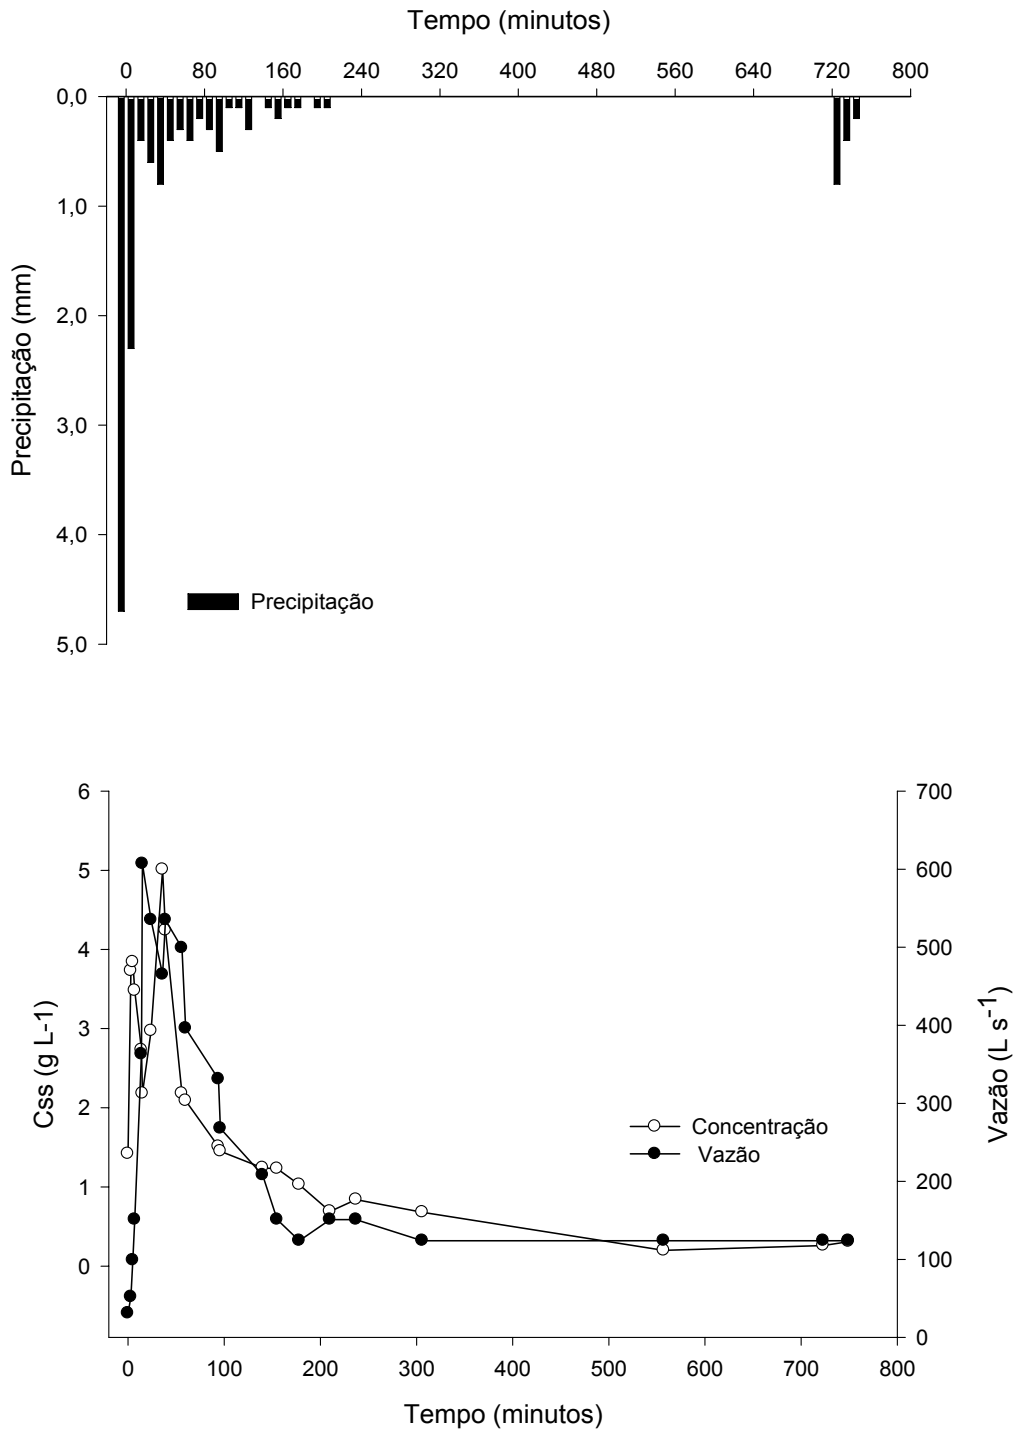 Tempo (minutos)
0 80 160 240 320 400 480 560 640 720 800
0,0
1,0
2,0
3,0
4,0
5,0
Precipitação (mm)
Precipitação
6
5
4
3
2
1
0
Css (g L-1)
700
600
500
400
300
200
100
0
Vazão (L s-1)
Concentração
Vazão
0 100 200 300 400 500 600 700 800
Tempo (minutos)